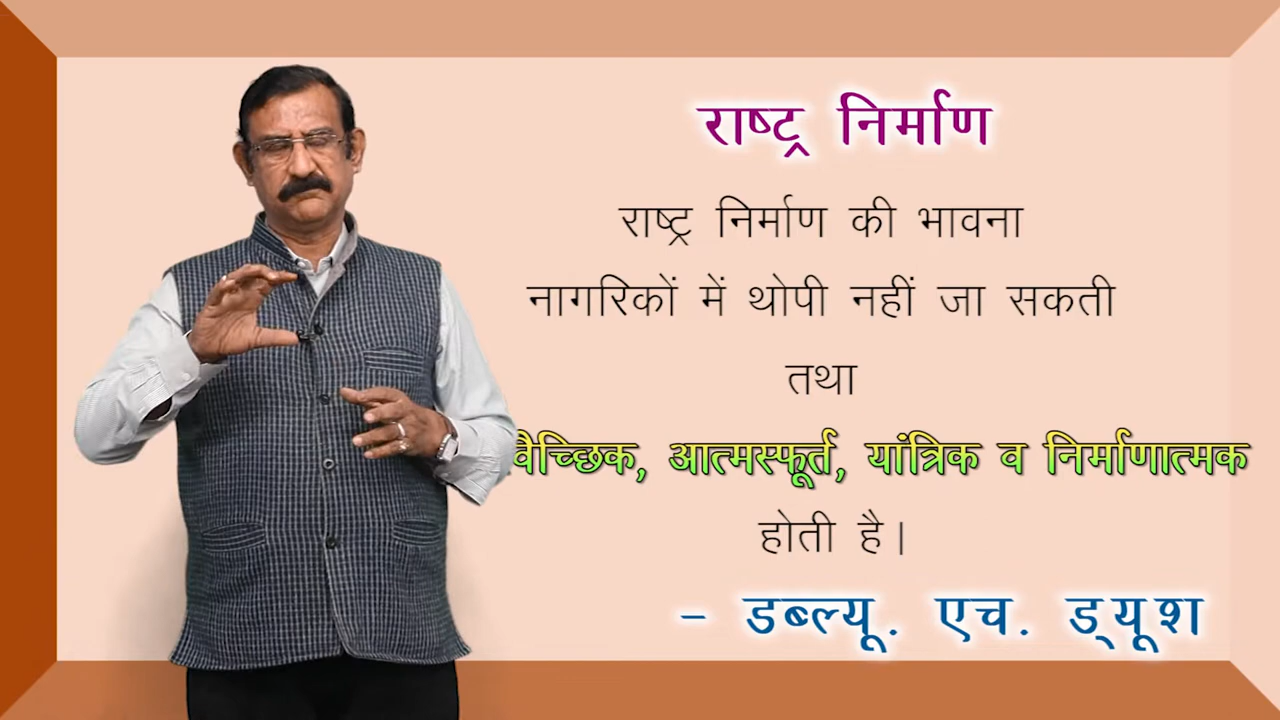 राष्ट्र निर्माण
राष्ट्र निर्माण की भावना
नागरिकों में थोपी नहीं जा सकती
तथा
आत्मस्फूर्त, यांत्रिक व निर्माणात्मक
होती है।
- डब्ल्यू. एच. ड्यूश